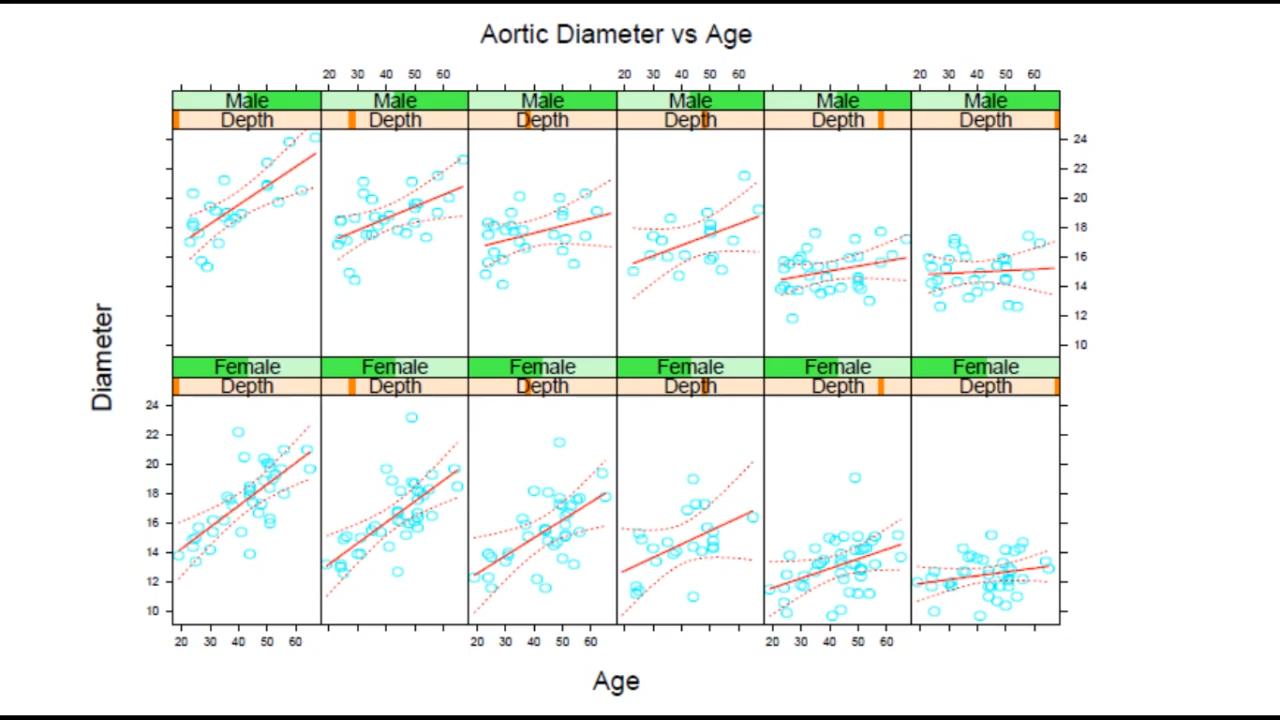 Aortic Diameter vs Age
20 30 40 50 60 20 30 40 50 60 20 30 40 50 60
Male Male Male Male Male Male
Depth Depth Depth Depth Depth Depth
24
22
20
18
16
14
12
10
Diameter
Female Female Female Female Female Female
Depth Depth Depth Depth Depth Depth
24
22
20
18
16
14
12
10
20 30 40 50 60 20 30 40 50 60 20 30 40 50 60
Age